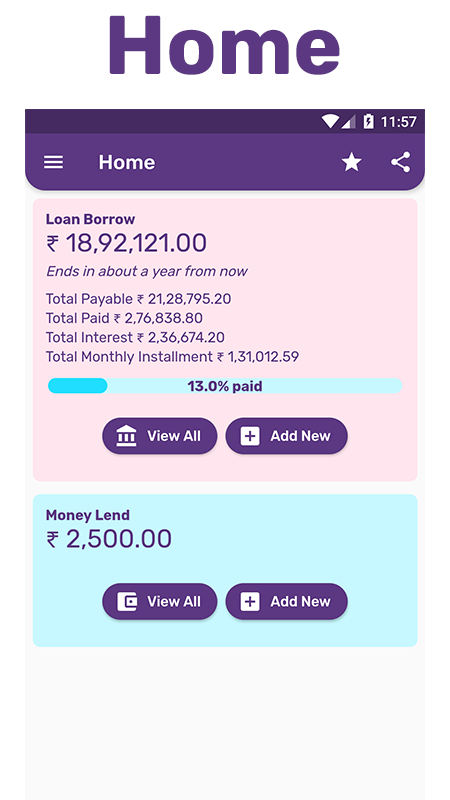 Home
11:57
Home
Loan Borrow
₹ 18,92,121.00
Ends in about a year from now
Total Payable ₹ 21,28,795.20
Total Paid ₹ 2,76,838.80
Total Interest ₹ 2,36,674.20
Total Monthly Installment ₹ 1,31,012.59
13.0% paid
View All Add New
Money Lend
₹ 2,500.00
View All Add New